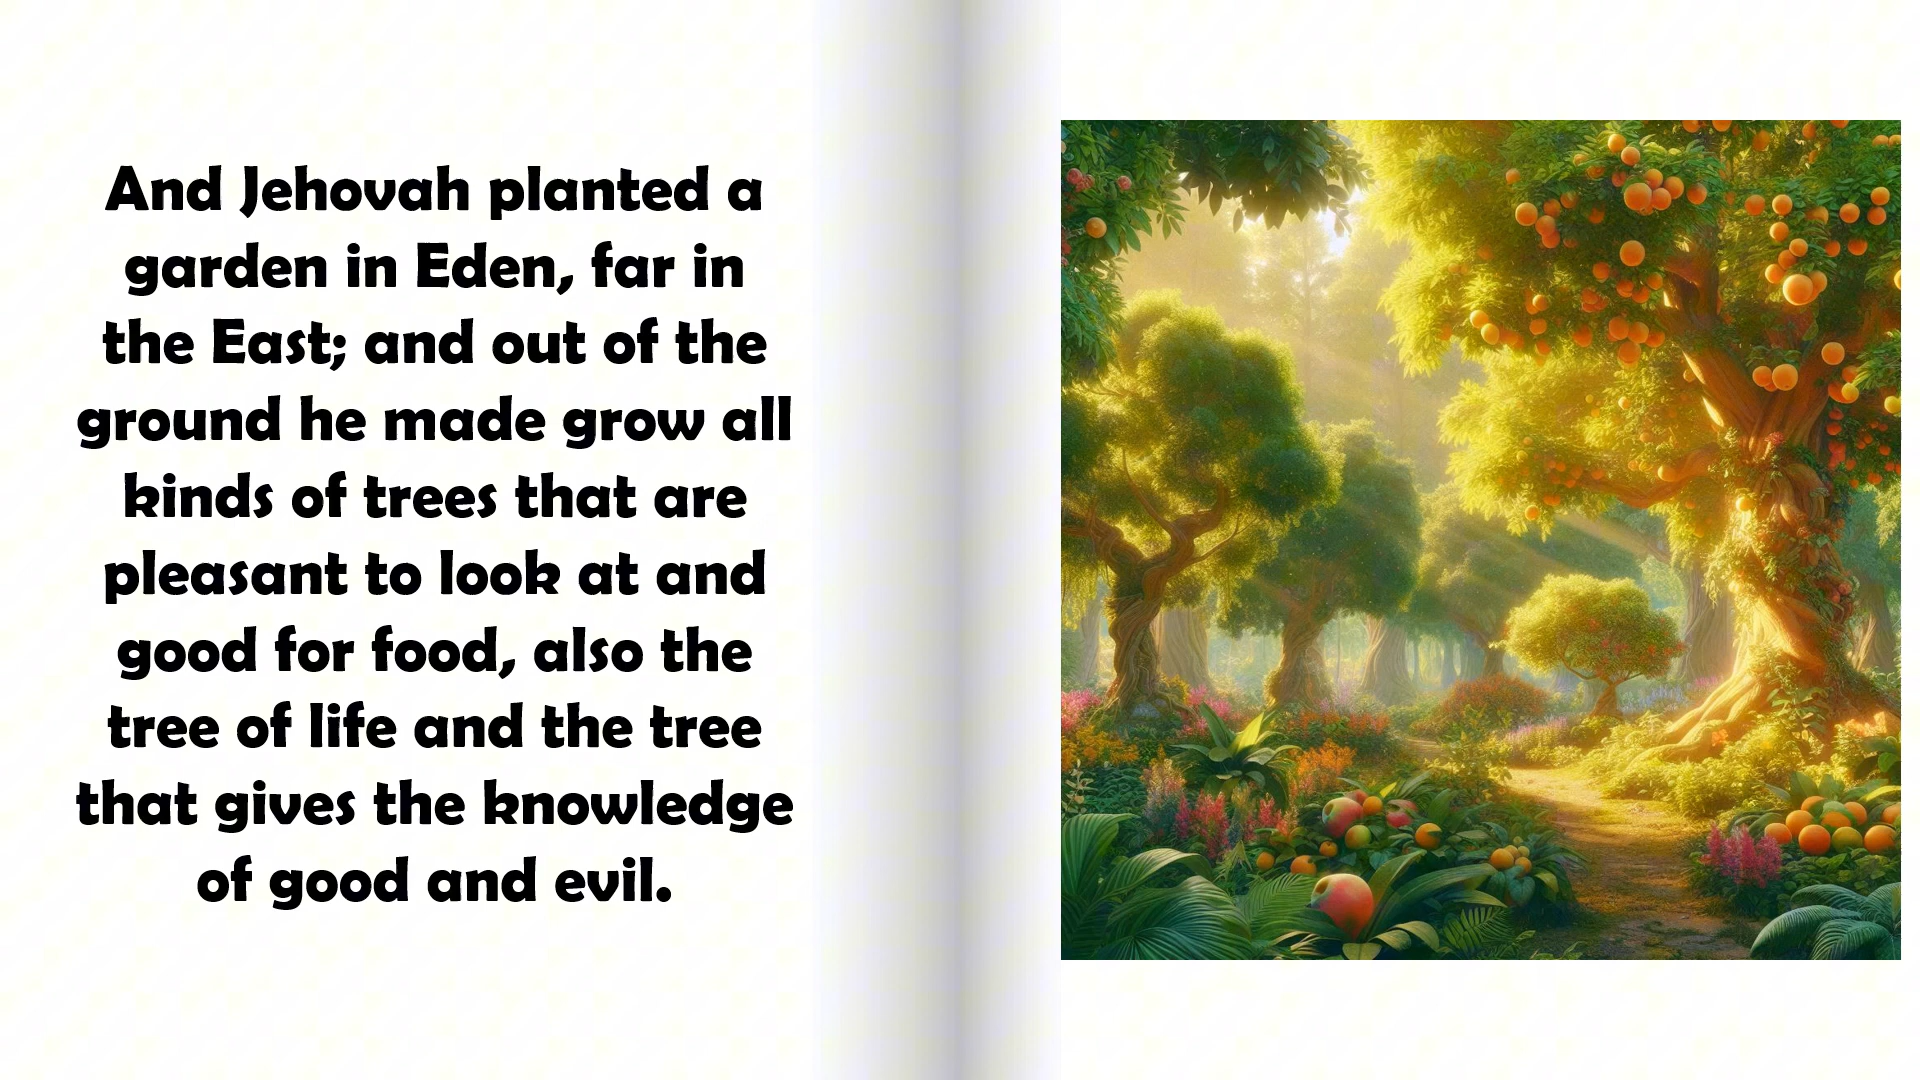 And Jehovah planted a
garden in Eden, far in
the East; and out of the
ground he made grow all
kinds of trees that are
pleasant to look at and
good for food, also the
tree of life and the tree
that gives the knowledge
of good and evil.